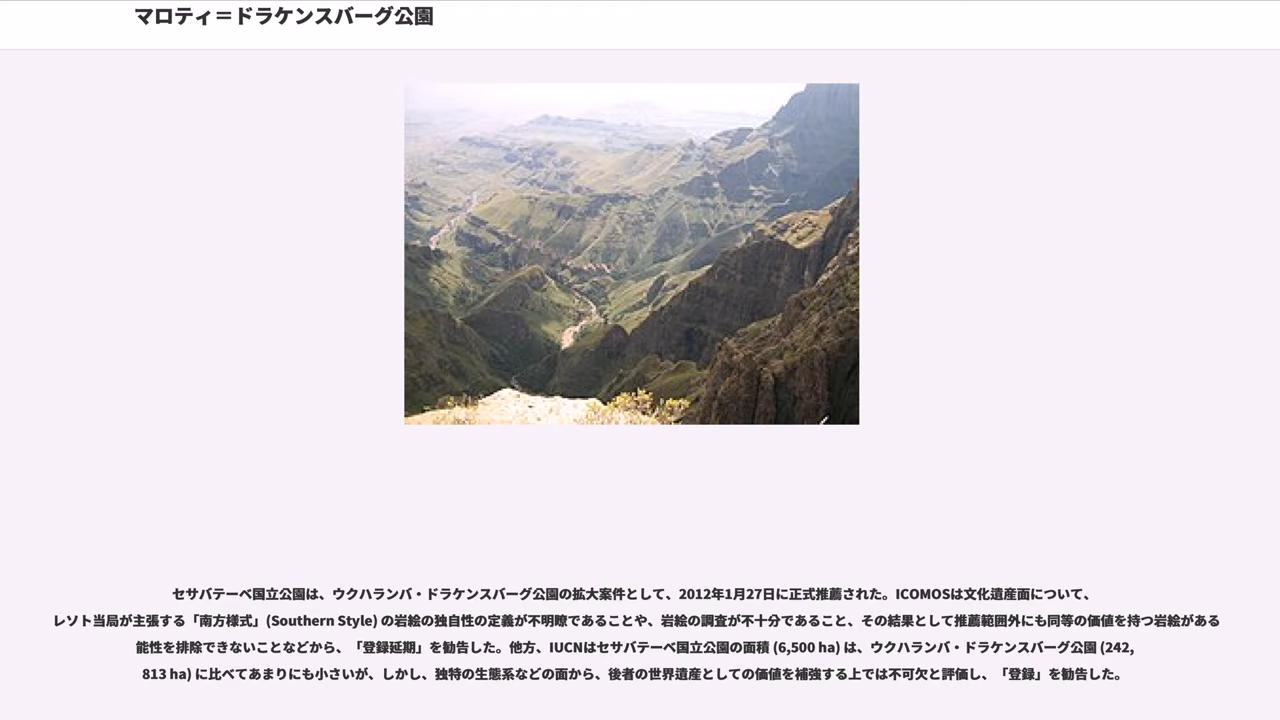 マロティ＝ドラケンスバーグ公園
セサバテーベ国立公園は、ウクハランバ・ドラケンスバーグ公園の拡大案件として、2012年1月27日に正式推薦された。ICOMOSは文化遺産面について、
レソト当局が主張する「南方様式」(Southern Style) の岩絵の独自性の定義が不明瞭であることや、岩絵の調査が不十分であること、その結果として推薦範囲外にも同等の価値を持つ岩絵がある
能性を排除できないことなどから、「登録延期」を勧告した。他方、IUCNはセサバテーベ国立公園の面積 (6,500 ha) は、ウクハランバ・ドラケンスバーグ公園 (242,
813 ha) に比べてあまりにも小さいが、しかし、独特の生態系などの面から、後者の世界遺産としての価値を補強する上では不可欠と評価し、「登録」を勧告した。